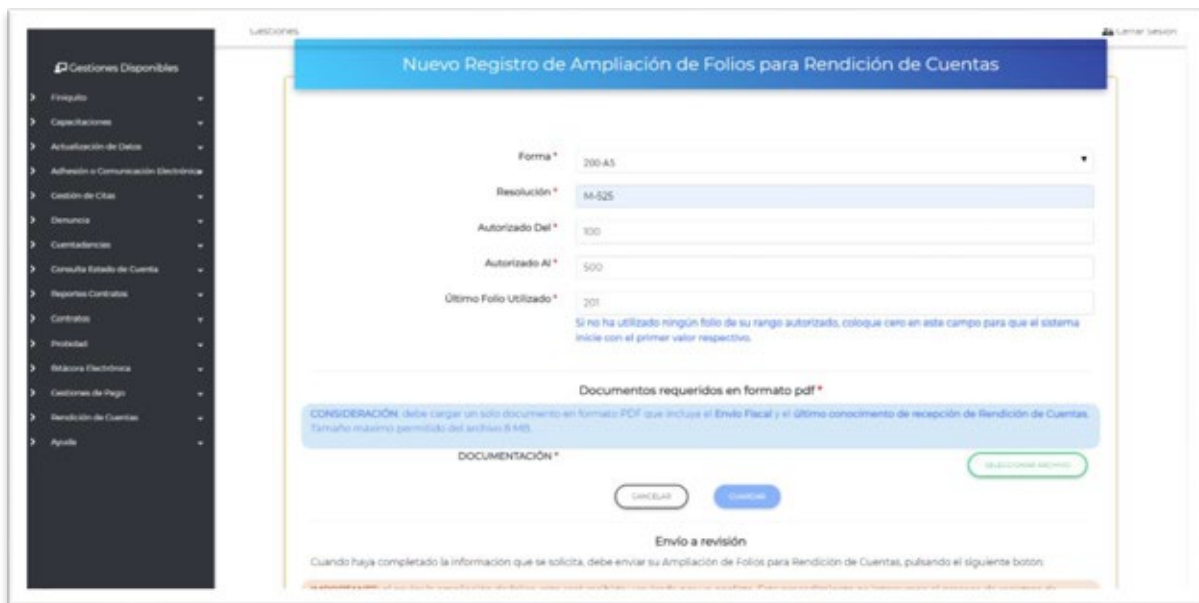 Gestiones
Cerrar Sesión
Gestiones Disponibles
Nuevo Registro de Ampliación de Folios para Rendición de Cuentas
Finiquito
Capacitaciones
Actualización de Datos
Adhesión a Comunicación Electrónica
Gestión de Citas
Denuncia
Cuentadancias
Consulta Estado de Cuenta
Reportes Contratos
Contratos
Probidad
Bitácora Electrónica
Gestiones de Pago
Rendición de Cuentas
Ayuda
Forma * 200-A5
Resolución * M-525
Autorizado Del * 100
Autorizado Al * 500
Último Folio Utilizado * 201
Si no ha utilizado ningún folio de su rango autorizado, coloque cero en este campo para que el sistema
inicie con el primer valor respectivo.
Documentos requeridos en formato pdf *
CONSIDERACIÓN: debe cargar un solo documento en formato PDF que incluya el Envío Fiscal y el último conocimiento de recepción de Rendición de Cuentas.
Tamaño máximo permitido del archivo 8 MB.
DOCUMENTACIÓN *
SELECCIONAR ARCHIVO
CANCELAR
GUARDAR
Envío a revisión
Cuando haya completado la información que se solicita, debe enviar su Ampliación de Folios para Rendición de Cuentas, pulsando el siguiente botón:
IMPORTANTE: